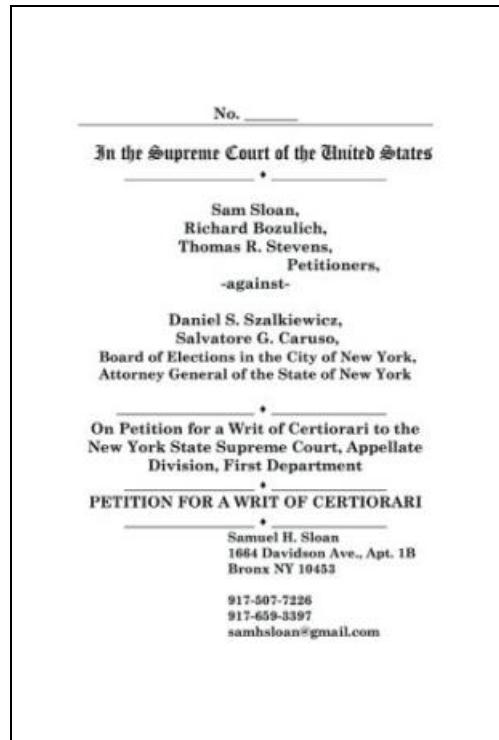 No. ______
In the Supreme Court of the United States
Sam Sloan,
Richard Bozulich,
Thomas R. Stevens,
Petitioners,
-against-
Daniel S. Szalkiewicz,
Salvatore G. Caruso,
Board of Elections in the City of New York,
Attorney General of the State of New York
On Petition for a Writ of Certiorari to the
New York State Supreme Court, Appellate
Division, First Department
PETITION FOR A WRIT OF CERTIORARI
Samuel H. Sloan
1664 Davidson Ave., Apt. 1B
Bronx NY 10453
917-507-7226
917-659-3397
samhsloan@gmail.com